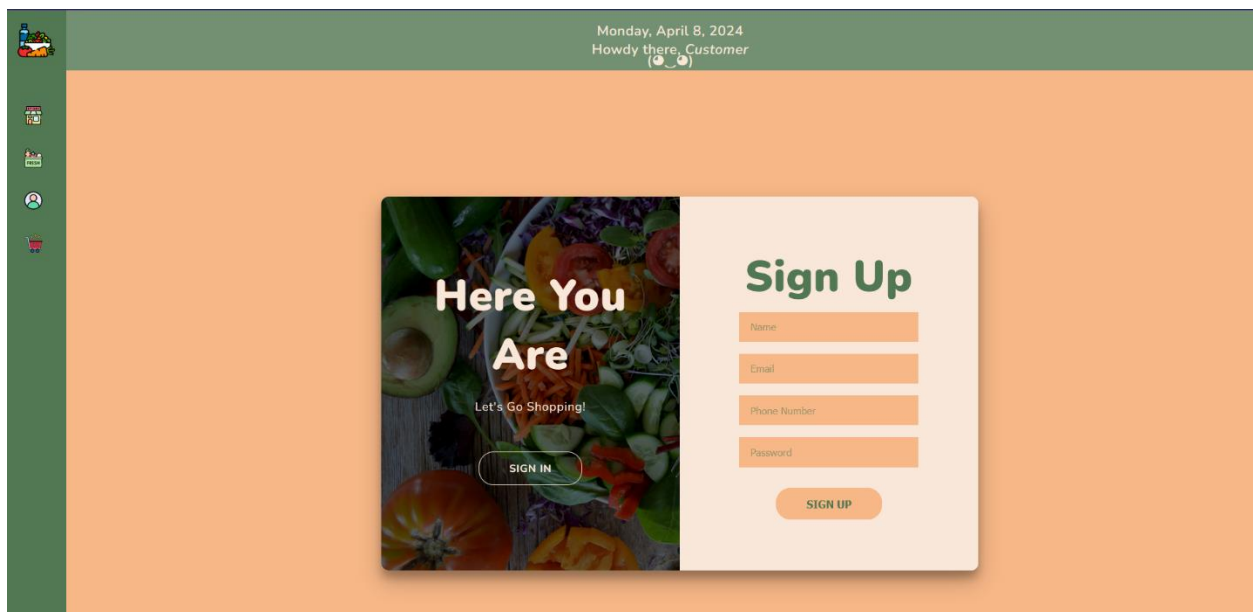 Monday, April 8, 2024
Howdy there, Customer
(◕‿◕)
FRESH
Here You
Are
Let's Go Shopping!
SIGN IN
Sign Up
Name
Email
Phone Number
Password
SIGN UP